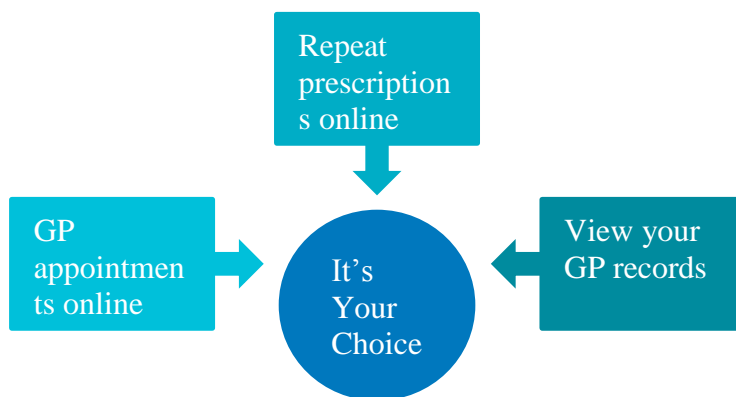 Repeat
prescription
s online
GP
appointmen
ts online
It’s
Your
Choice
View your
GP records